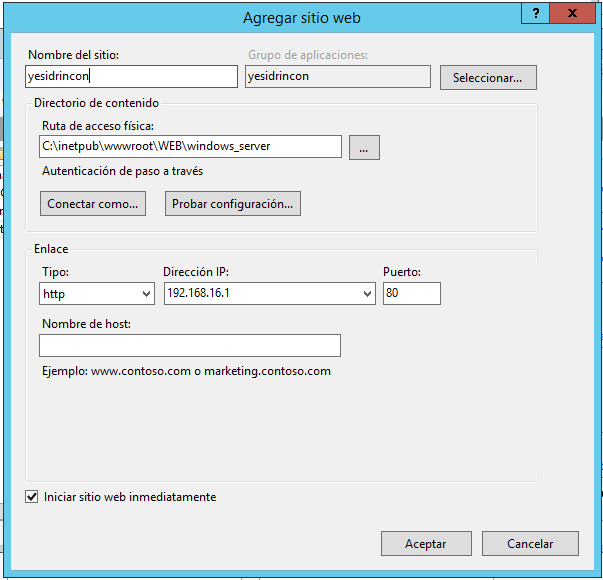 Agregar sitio web
? X
Nombre del sitio: Grupo de aplicaciones:
yesidrincon yesidrincon Seleccionar...
Directorio de contenido
Ruta de acceso física:
C:\inetpub\wwwroot\WEB\windows_server ...
Autenticación de paso a través
Conectar como... Probar configuración...
Enlace
Tipo: Dirección IP: Puerto:
http 192.168.16.1 80
Nombre de host:
Ejemplo: www.contoso.com o marketing.contoso.com
Iniciar sitio web inmediatamente
Aceptar Cancelar